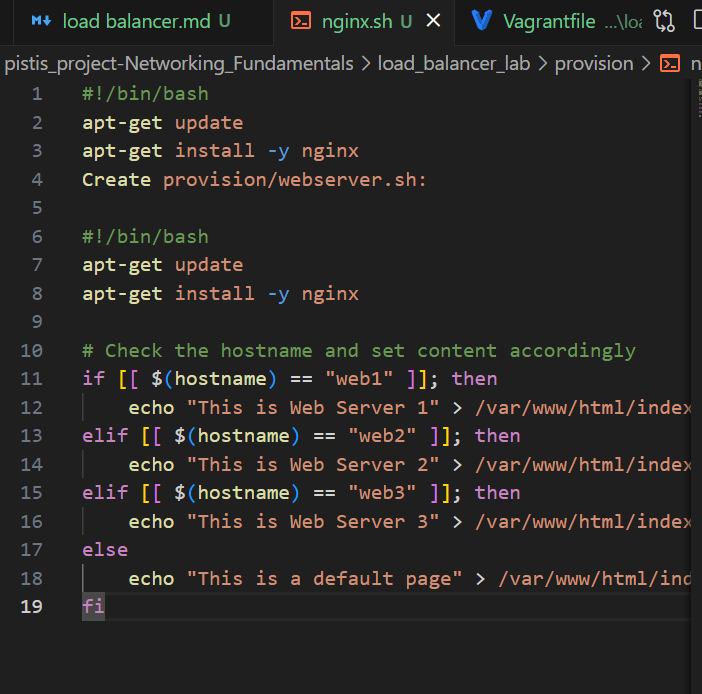 load balancer.md U
nginx.sh U
Vagrantfile ...\loa
pistis_project-Networking_Fundamentals > load_balancer_lab > provision > n
1 #!/bin/bash
2 apt-get update
3 apt-get install -y nginx
4 Create provision/webserver.sh:
5
6 #!/bin/bash
7 apt-get update
8 apt-get install -y nginx
9
10 # Check the hostname and set content accordingly
11 if [[ $(hostname) == "web1" ]]; then
12 echo "This is Web Server 1" > /var/www/html/index
13 elif [[ $(hostname) == "web2" ]]; then
14 echo "This is Web Server 2" > /var/www/html/index
15 elif [[ $(hostname) == "web3" ]]; then
16 echo "This is Web Server 3" > /var/www/html/index
17 else
18 echo "This is a default page" > /var/www/html/ind
19 fi